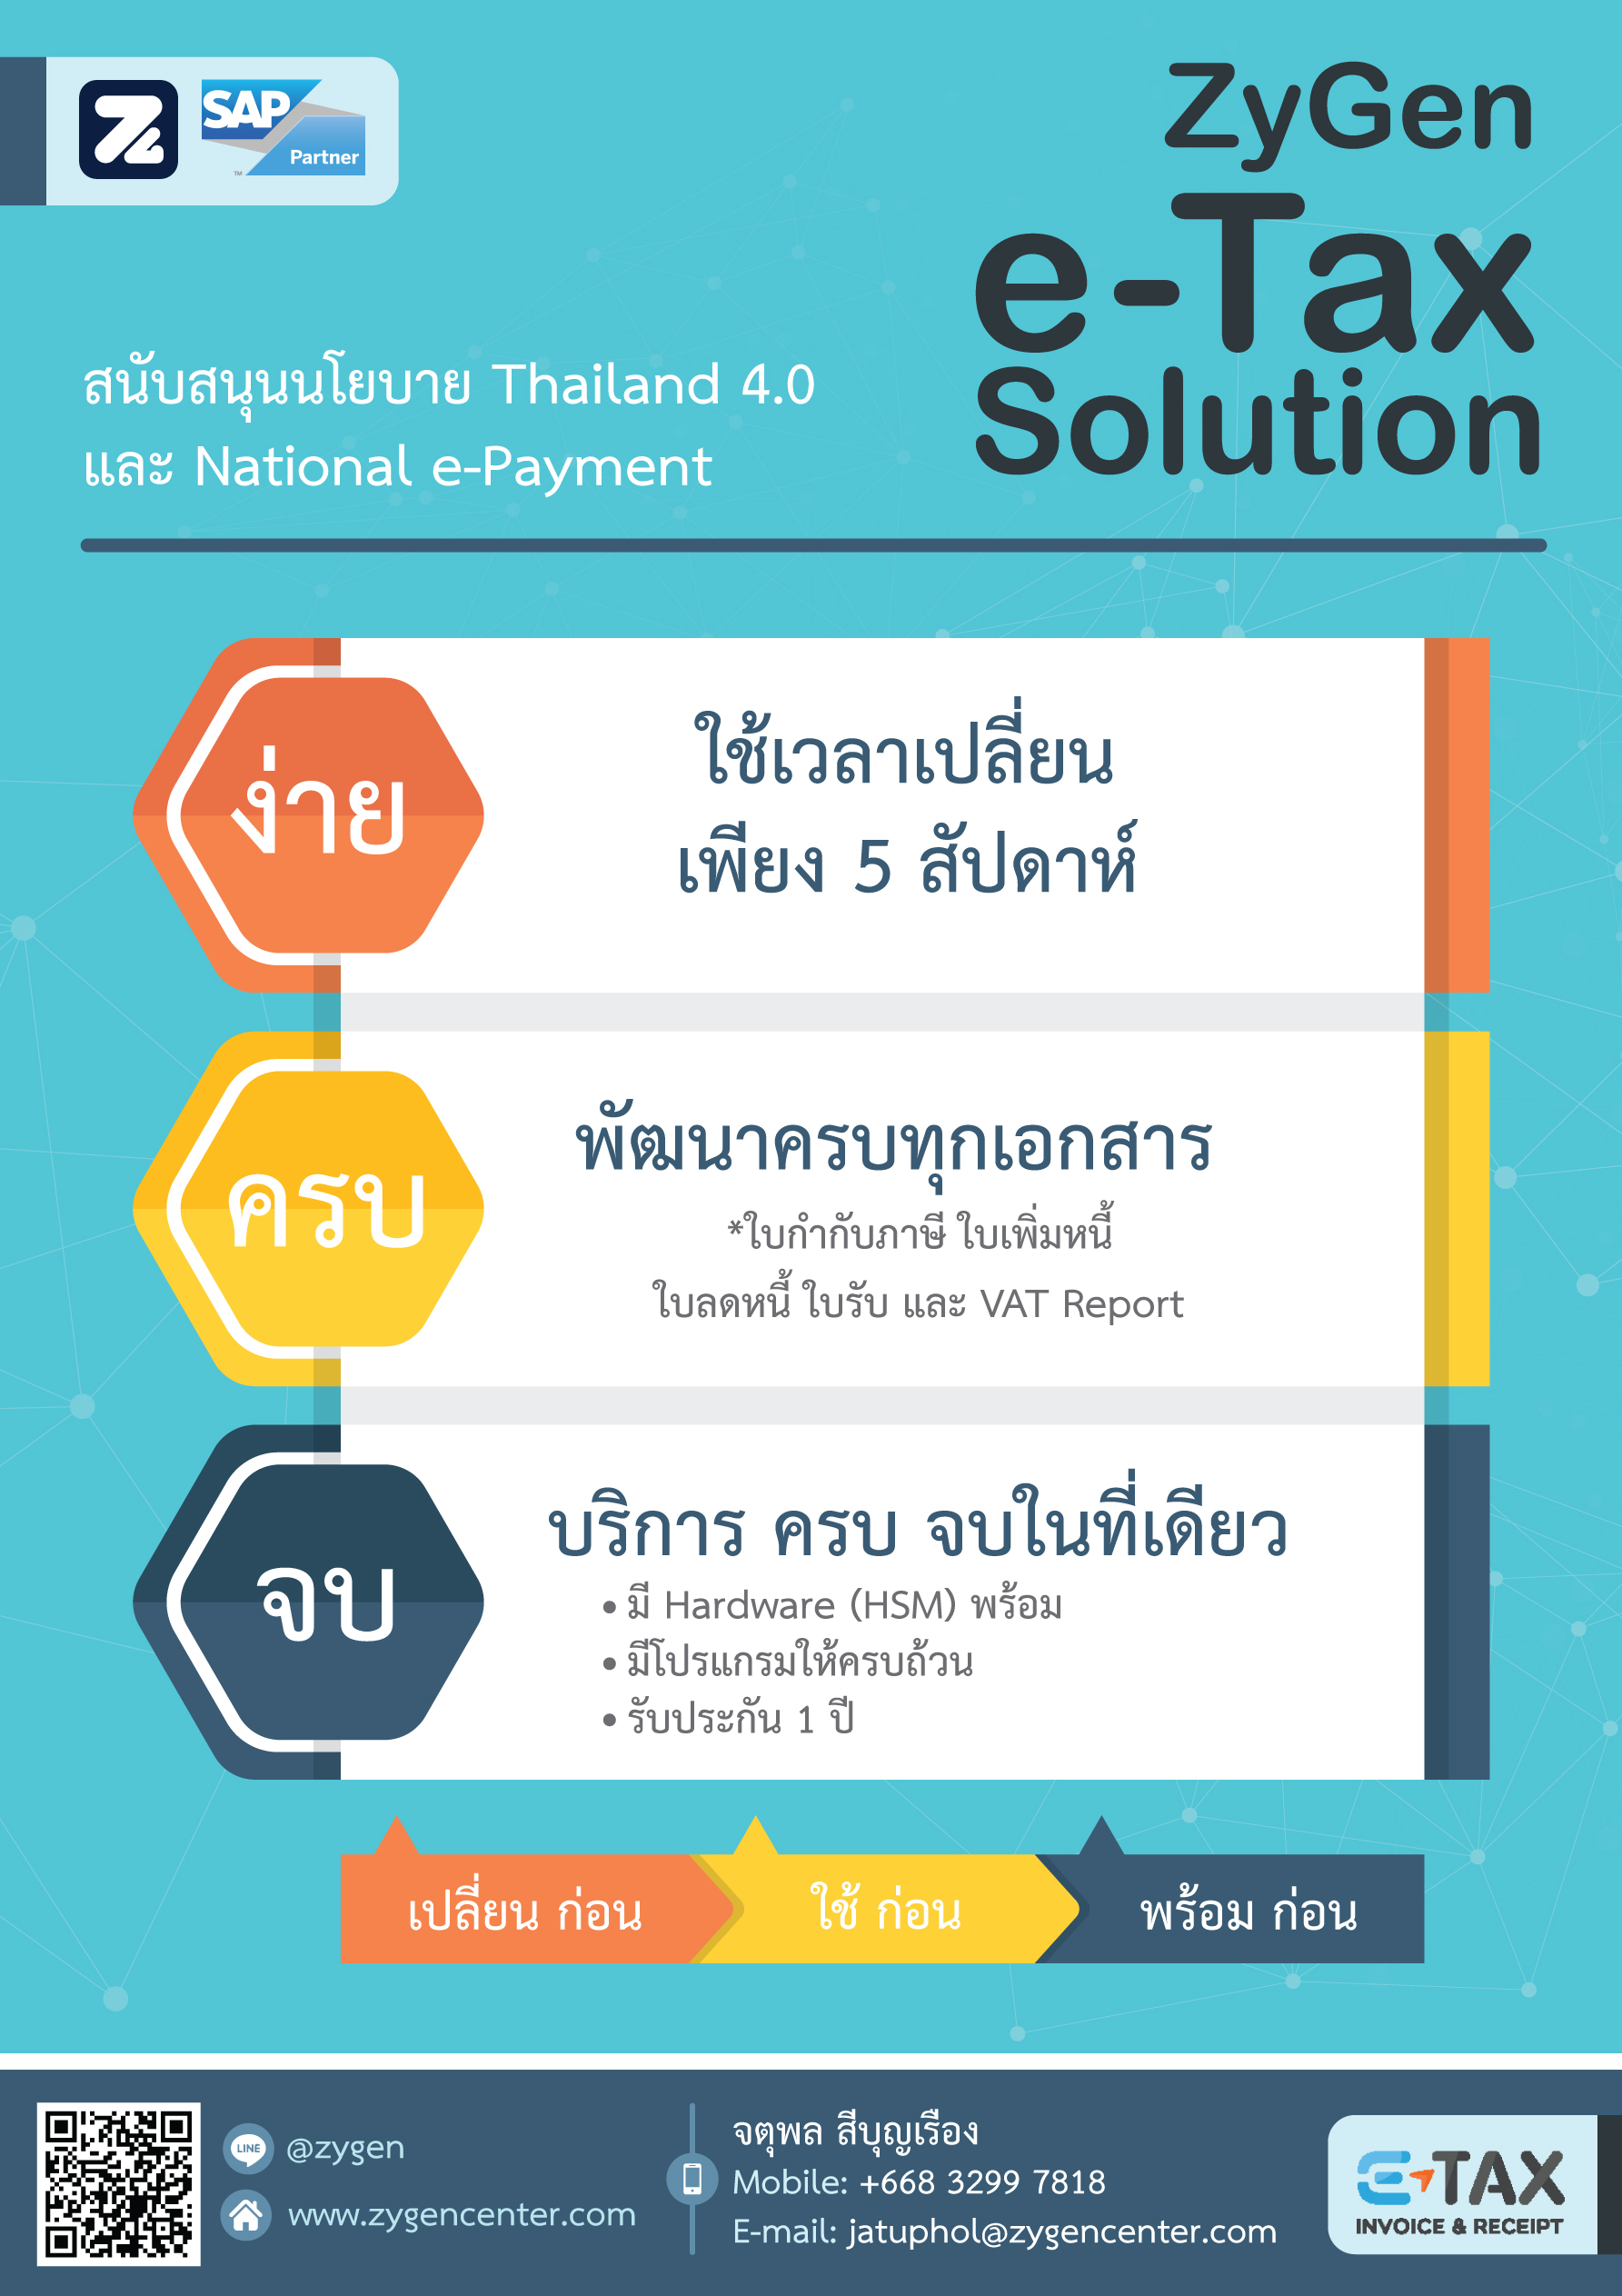 Z
SAP
Partner
TM
ZyGen
e-Tax
Solution
สนับสนุนนโยบาย Thailand 4.0
และ National e-Payment
ง่าย
ใช้เวลาเปลี่ยน
เพียง 5 สัปดาห์
ครบ
พัฒนาครบทุกเอกสาร
*ใบกำกับภาษี ใบเพิ่มหนี้
ใบลดหนี้ ใบรับ และ VAT Report
จบ
บริการ ครบ จบในที่เดียว
• มี Hardware (HSM) พร้อม
• มีโปรแกรมให้ครบถ้วน
• รับประกัน 1 ปี
เปลี่ยน ก่อน
ใช้ ก่อน
พร้อม ก่อน
LINE
@zygen
www.zygencenter.com
จตุพล สีบุญเรือง
Mobile: +668 3299 7818
E-mail: jatuphol@zygencenter.com
E-TAX
INVOICE & RECEIPT